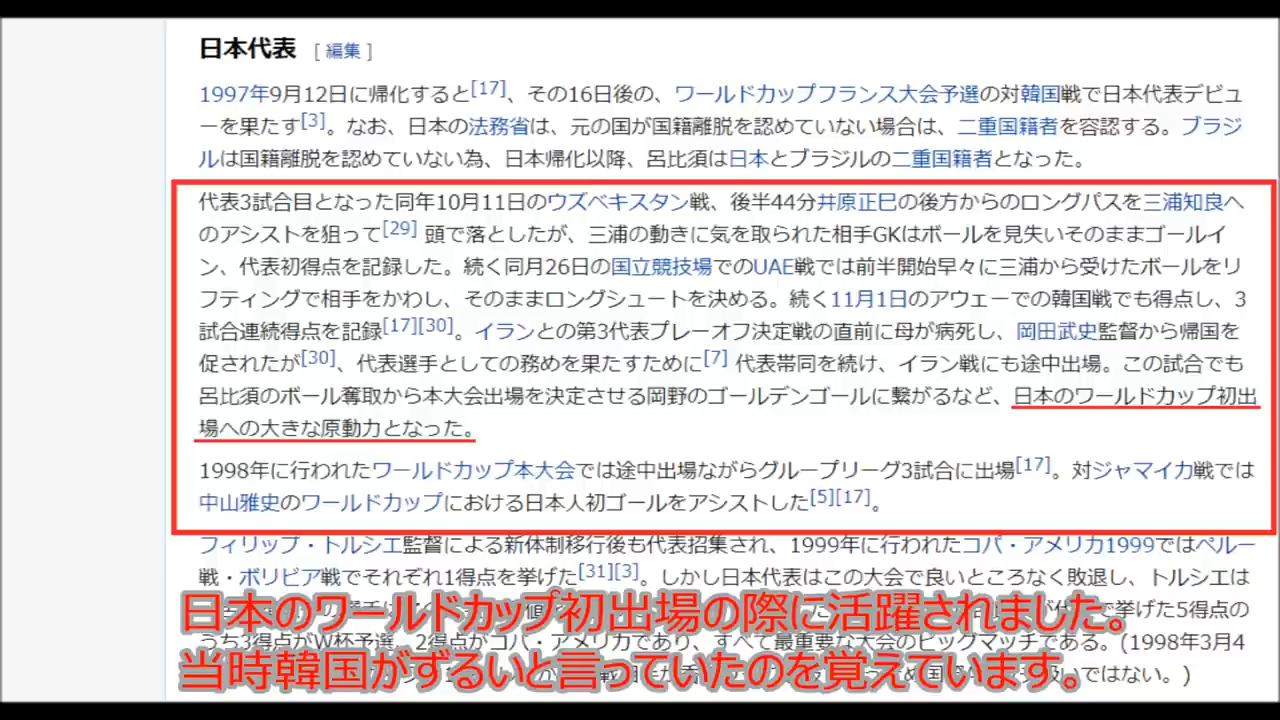 日本代表 [ 編集 ]
1997年9月12日に帰化すると[17]、その16日後の、ワールドカップフランス大会予選の対韓国戦で日本代表デビュ
ーを果たす[3]。なお、日本の法務省は、元の国が国籍離脱を認めていない場合は、二重国籍者を容認する。ブラジ
ルは国籍離脱を認めていない為、日本帰化以降、呂比須は日本とブラジルの二重国籍者となった。
代表3試合目となった同年10月11日のウズベキスタン戦、後半44分井原正巳の後方からのロングパスを三浦知良へ
のアシストを狙って[29] 頭で落としたが、三浦の動きに気を取られた相手GKはボールを見失いそのままゴールイ
ン、代表初得点を記録した。続く同月26日の国立競技場でのUAE戦では前半開始早々に三浦から受けたボールをリ
フティングで相手をかわし、そのままロングシュートを決める。続く11月1日のアウェーでの韓国戦でも得点し、3
試合連続得点を記録[17][30]。イランとの第3代表プレーオフ決定戦の直前に母が病死し、岡田武史監督から帰国を
促されたが[30]、代表選手としての務めを果たすために[7] 代表帯同を続け、イラン戦にも途中出場。この試合でも
呂比須のボール奪取から本大会出場を決定させる岡野のゴールデンゴールに繋がるなど、日本のワールドカップ初出
場への大きな原動力となった。
1998年に行われたワールドカップ本大会では途中出場ながらグループリーグ3試合に出場[17]。対ジャマイカ戦では
中山雅史のワールドカップにおける日本人初ゴールをアシストした[5][17]。
フィリップ・トルシエ監督による新体制移行後も代表招集され、1999年に行われたコパ・アメリカ1999ではペルー
戦・ボリビア戦でそれぞれ1得点を挙げた[31][3]。しかし日本代表はこの大会で良いところなく敗退し、トルシエは
で挙げた5得点の
うち3得点がW杯予選、2得点がコパ・アメリカであり、すべて最重要な大会のビッグマッチである。(1998年3月4
ではない。)
日本のワールドカップ初出場の際に活躍されました。
当時韓国がずるいと言っていたのを覚えています。